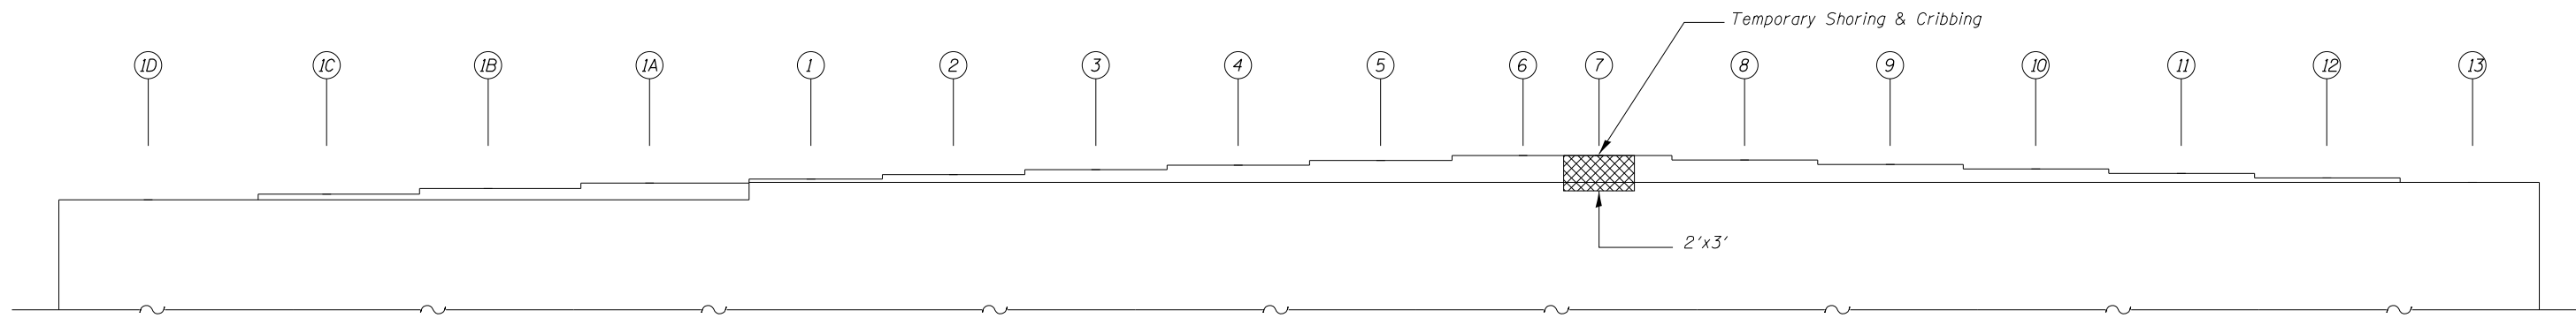 Temporary Shoring & Cribbing
1D 1C 1B 1A 1 2 3 4 5 6 7 8 9 10 11 12 13
2'x3'